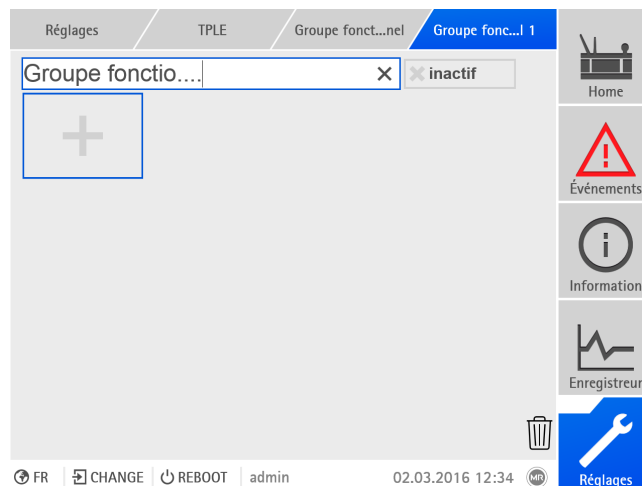 Réglages TPLE Groupe fonct...nel Groupe fonc...l 1
Groupe fonctio.... inactif
Home
Événements
Information
Enregistreur
Réglages
FR CHANGE REBOOT admin 02.03.2016 12:34 MR